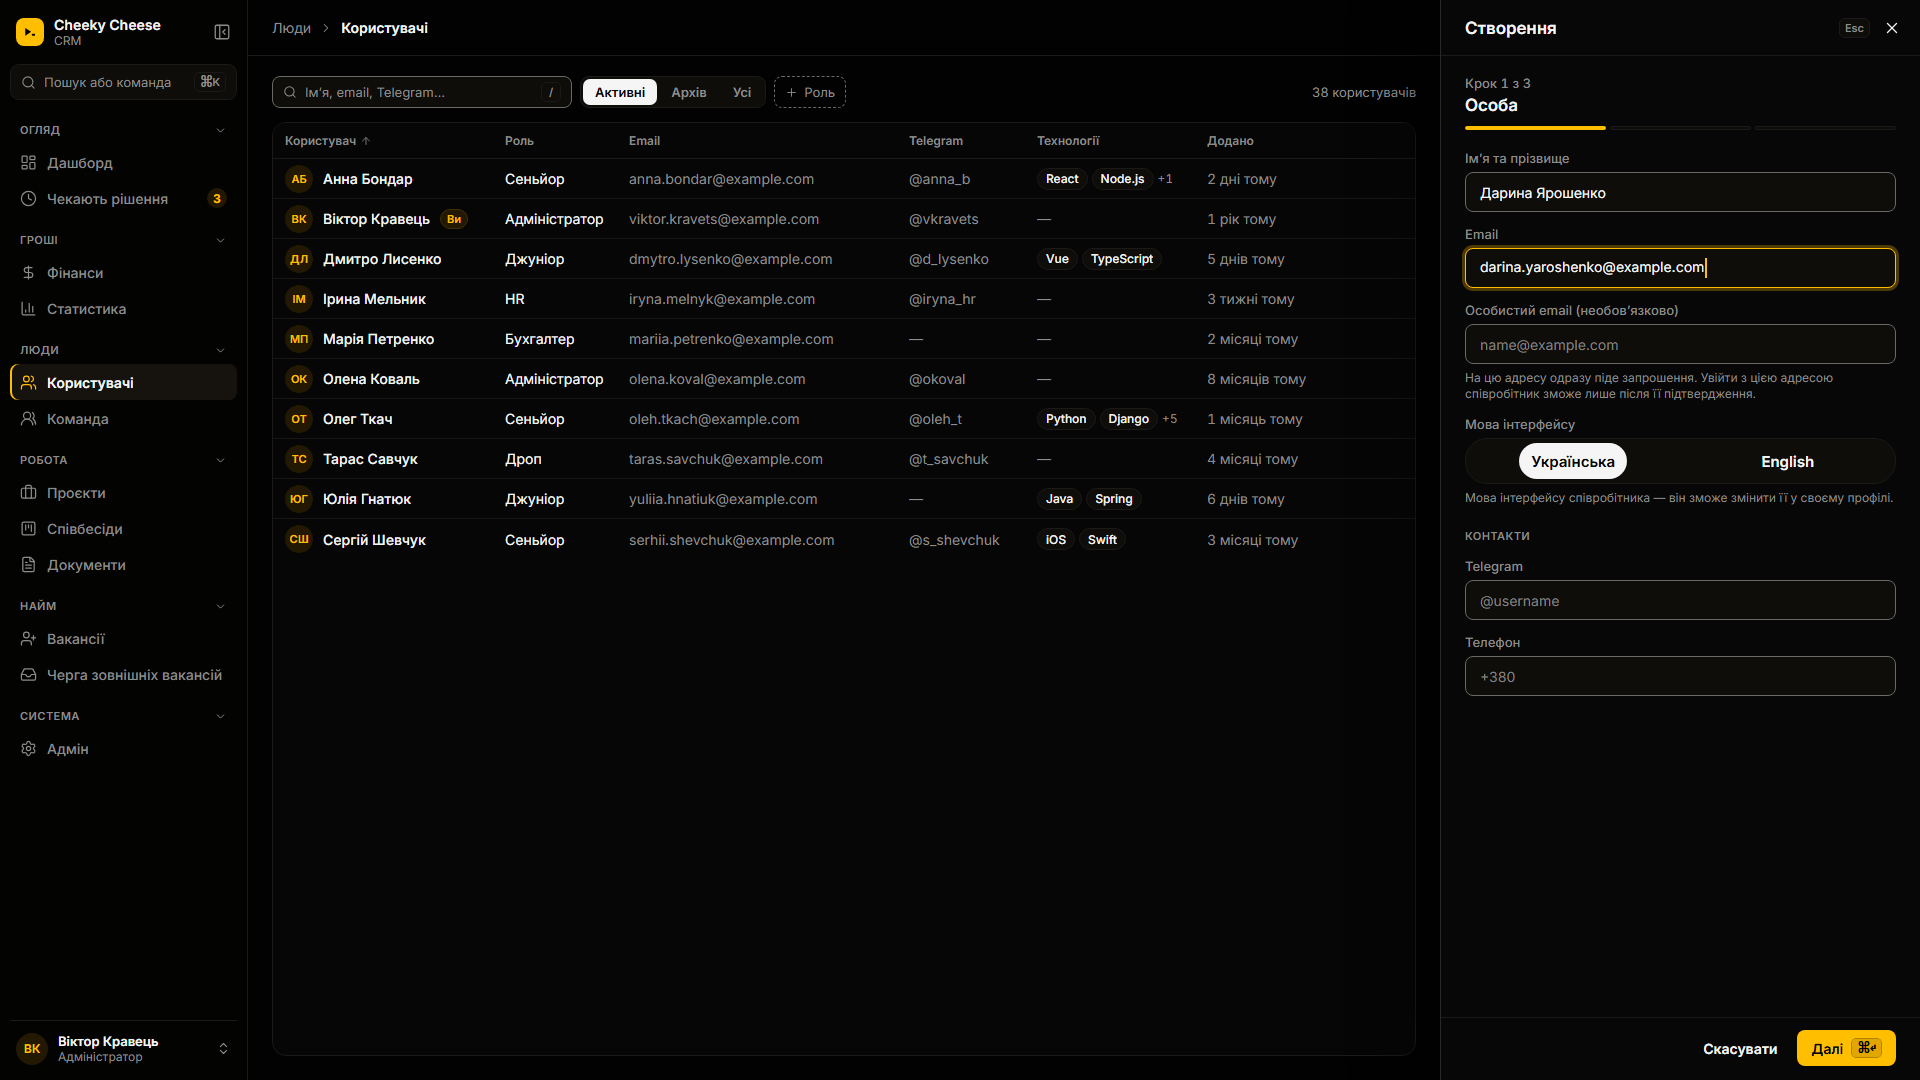 Cheeky Cheese
CRM
Пошук або команда ⌘K
ОГЛЯД
Дашборд
Чекають рішення 3
ГРОШІ
Фінанси
Статистика
ЛЮДИ
Користувачі
Команда
РОБОТА
Проєкти
Співбесіди
Документи
НАЙМ
Вакансії
Черга зовнішніх вакансій
СИСТЕМА
Адмін
ВК Віктор Кравець
Адміністратор
Люди > Користувачі
Ім'я, email, Telegram... /
Активні Архів Усі + Роль 38 користувачів
Користувач ↑ Роль Email Telegram Технології Додано
АБ Анна Бондар Сеньйор anna.bondar@example.com @anna_b React Node.js +1 2 дні тому
ВК Віктор Кравець Ви Адміністратор viktor.kravets@example.com @vkravets — 1 рік тому
ДЛ Дмитро Лисенко Джуніор dmytro.lysenko@example.com @d_lysenko Vue TypeScript 5 днів тому
ІМ Ірина Мельник HR iryna.melnyk@example.com @iryna_hr — 3 тижні тому
МП Марія Петренко Бухгалтер mariia.petrenko@example.com — — 2 місяці тому
ОК Олена Коваль Адміністратор olena.koval@example.com @okoval — 8 місяців тому
ОТ Олег Ткач Сеньйор oleh.tkach@example.com @oleh_t Python Django +5 1 місяць тому
ТС Тарас Савчук Дроп taras.savchuk@example.com @t_savchuk — 4 місяці тому
ЮГ Юлія Гнатюк Джуніор yuliia.hnatiuk@example.com — Java Spring 6 днів тому
СШ Сергій Шевчук Сеньйор serhii.shevchuk@example.com @s_shevchuk iOS Swift 3 місяці тому
Створення Esc
Крок 1 з 3
Особа
Ім'я та прізвище
Дарина Ярошенко
Email
darina.yaroshenko@example.com
Особистий email (необов'язково)
name@example.com
На цю адресу одразу піде запрошення. Увійти з цією адресою
співробітник зможе лише після її підтвердження.
Мова інтерфейсу
Українська English
Мова інтерфейсу співробітника — він зможе змінити її у своєму профілі.
КОНТАКТИ
Telegram
@username
Телефон
+380
Скасувати Далі ⌘↵